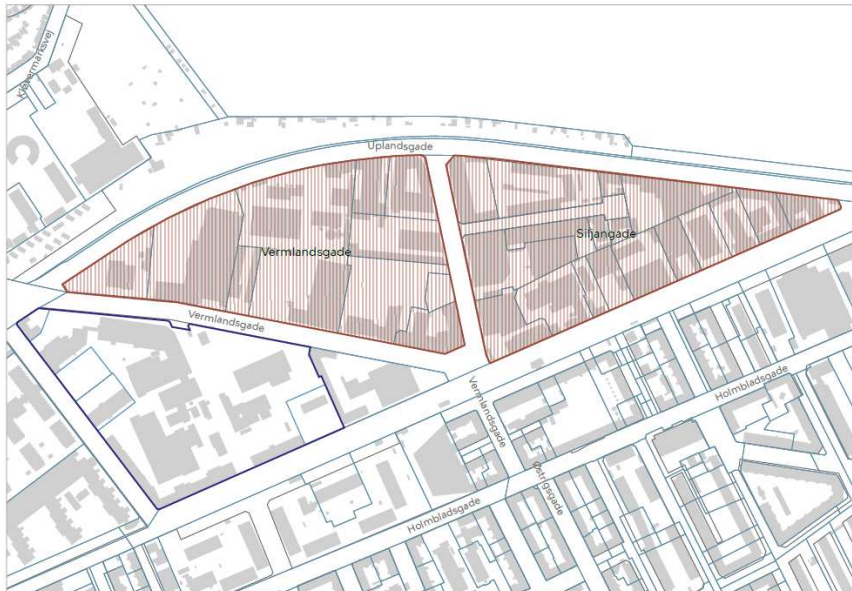 Kløvermarksvej
Uplandsgade
Vermlandsgade
Siljangade
Vermlandsgade
Vermlandsgade
Holmbladsgade
Holmbladsgade
Østrigsgade